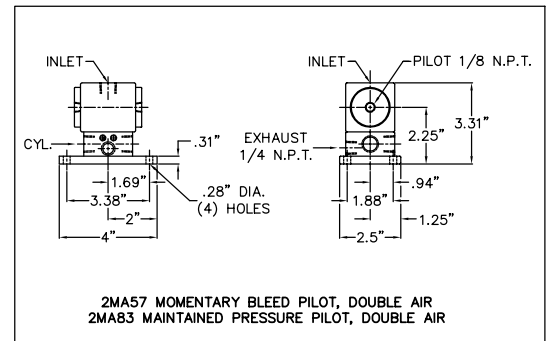 INLET
CYL.
.31"
1.69"
3.38"
2"
4"
.28" DIA.
(4) HOLES
INLET
PILOT 1/8 N.P.T.
EXHAUST
1/4 N.P.T.
2.25"
3.31"
.94"
1.88"
1.25"
2.5"
2MA57 MOMENTARY BLEED PILOT, DOUBLE AIR
2MA83 MAINTAINED PRESSURE PILOT, DOUBLE AIR